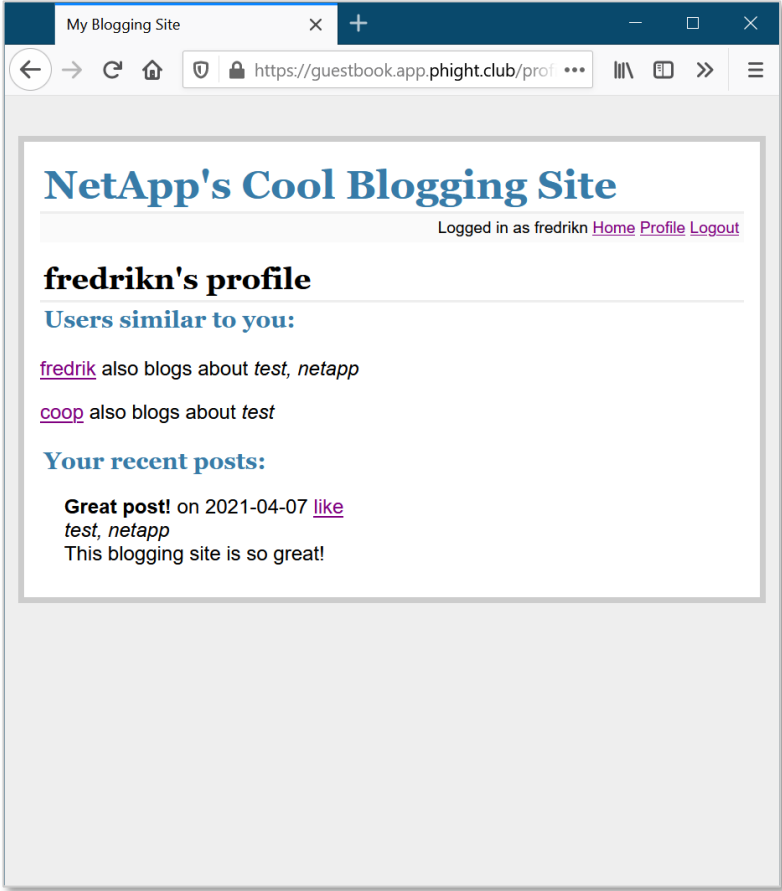 My Blogging Site
https://guestbook.app.phight.club/prof
NetApp's Cool Blogging Site
Logged in as fredrikn Home Profile Logout
fredrikn's profile
Users similar to you:
fredrik also blogs about test, netapp
coop also blogs about test
Your recent posts:
Great post! on 2021-04-07 like
test, netapp
This blogging site is so great!